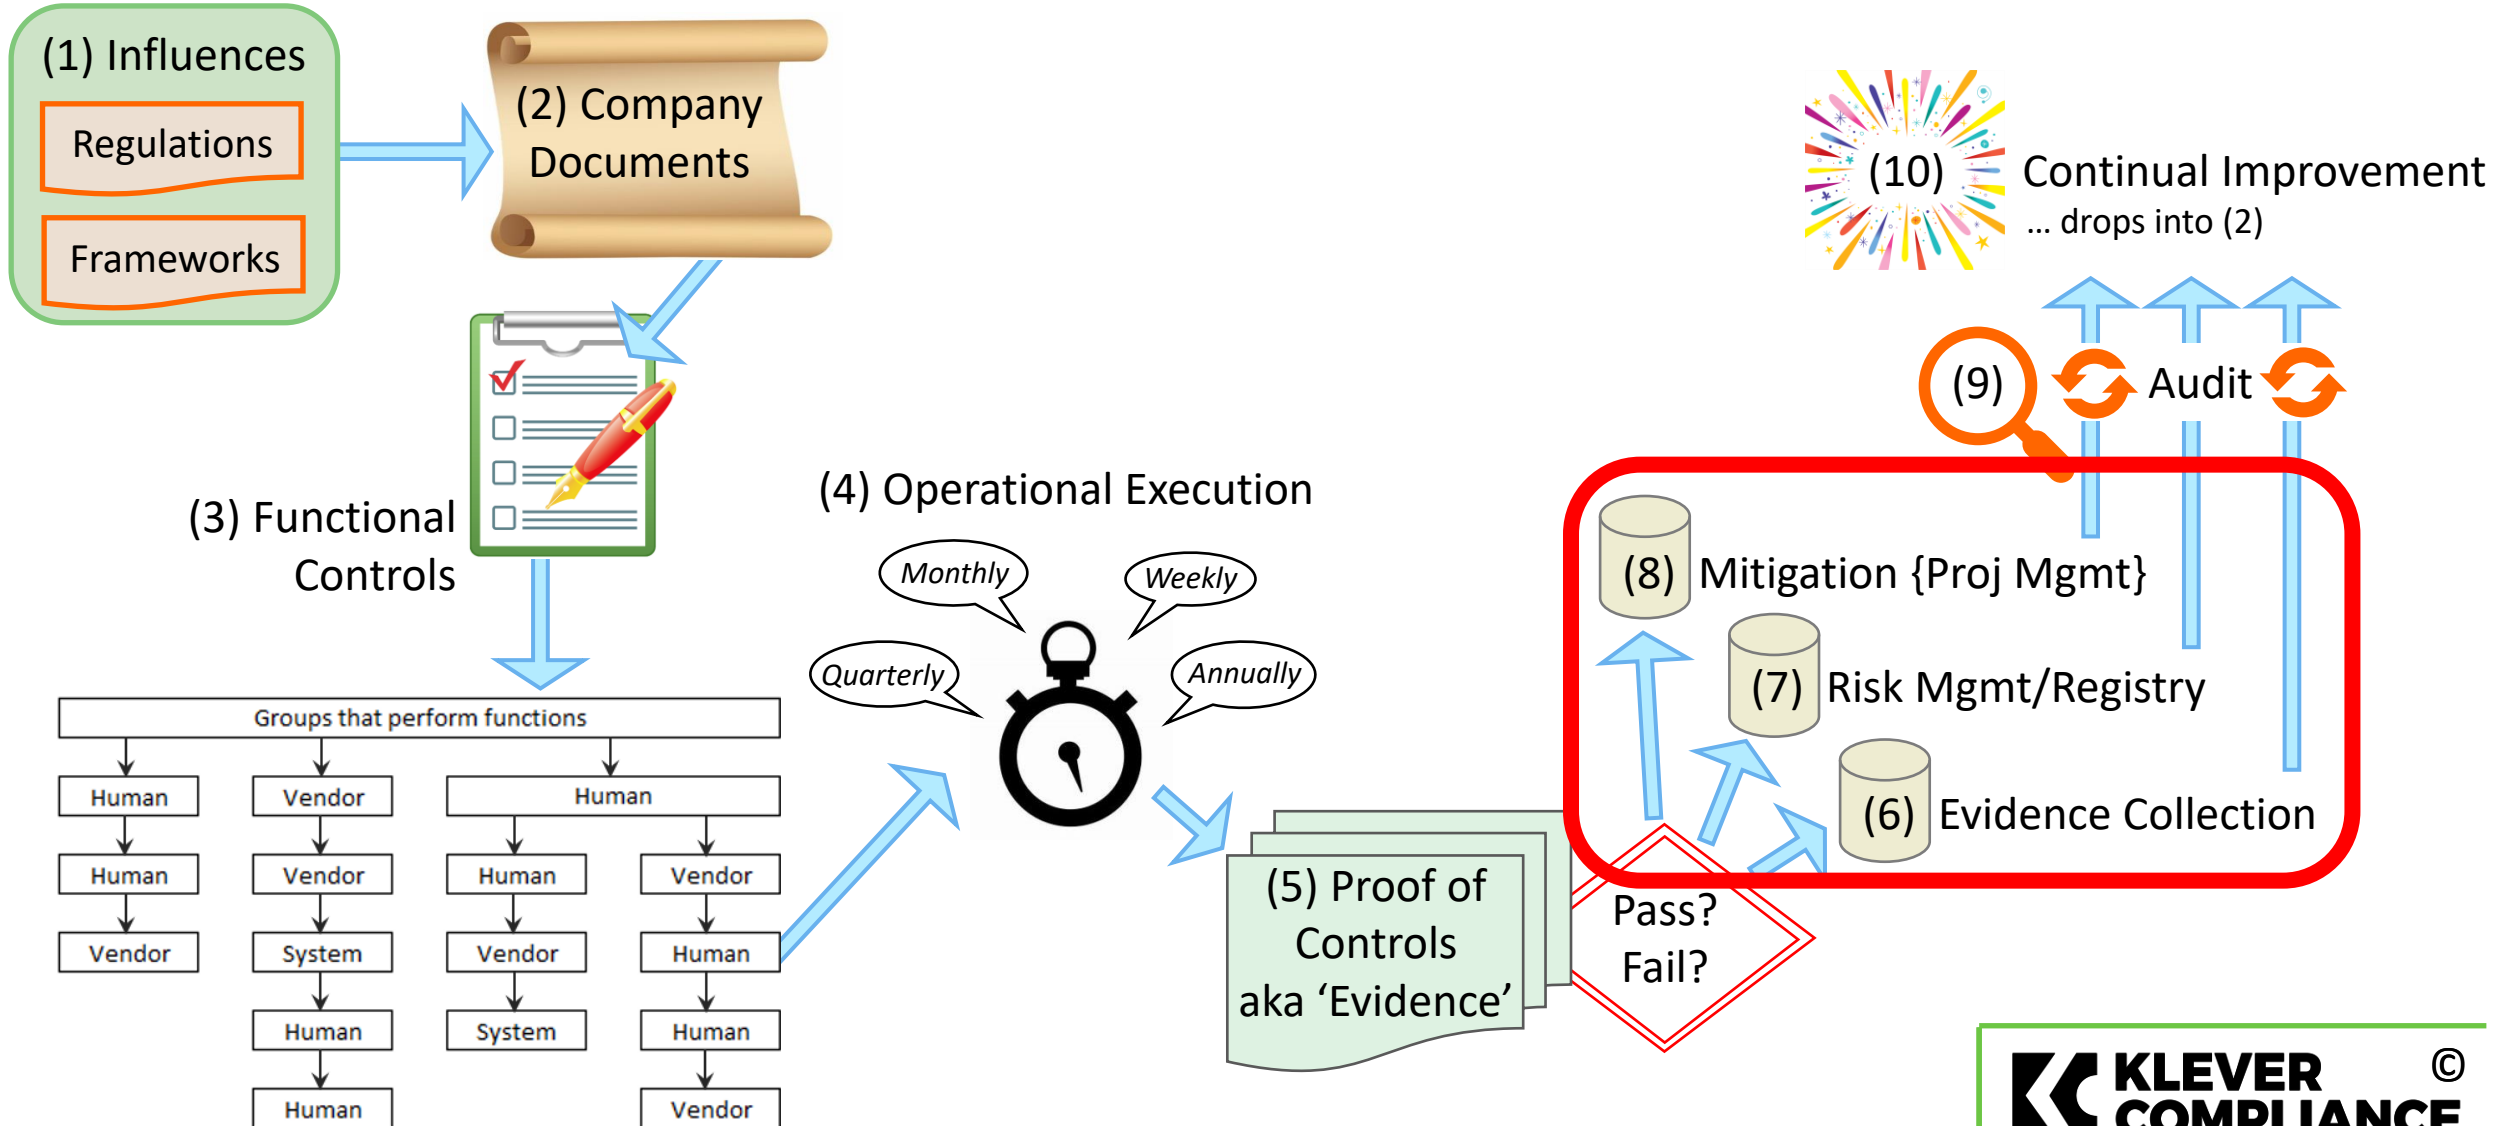 (1) Influences
Regulations
Frameworks
(2) Company
Documents
(3) Functional
Controls
Groups that perform functions
Human
Vendor
Human
Human
Vendor
Human
Vendor
Vendor
System
Vendor
Human
Human
System
Human
Human
Vendor
(4) Operational Execution
Monthly
Weekly
Quarterly
Annually
(5) Proof of
Controls
aka ‘Evidence’
Pass?
Fail?
(6) Evidence Collection
(7) Risk Mgmt/Registry
(8) Mitigation {Proj Mgmt}
(9) Audit
(10) Continual Improvement
... drops into (2)
KLEVER ©
COMPLIANCE